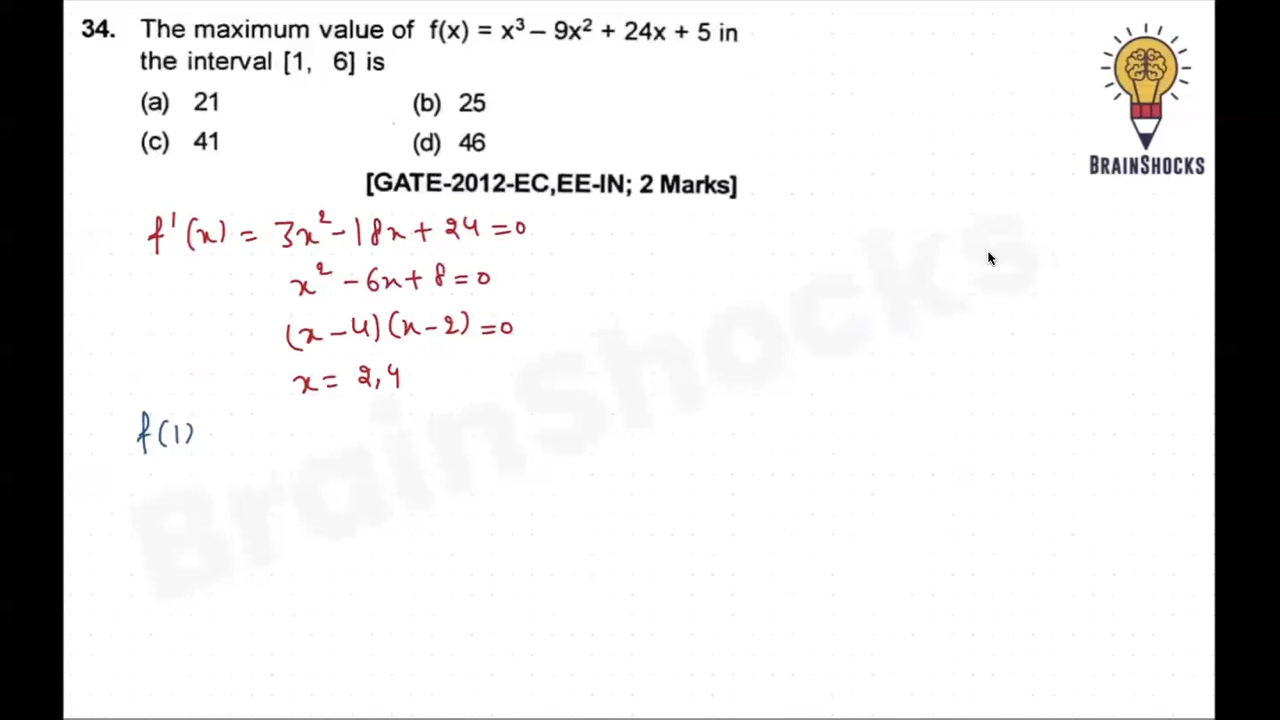 34. The maximum value of f(x) = x³ – 9x² + 24x + 5 in
the interval [1, 6] is
(a) 21 (b) 25
(c) 41 (d) 46
[GATE-2012-EC,EE-IN; 2 Marks]
BRAINSHOCKS
f'(x) = 3x² - 18x + 24 = 0
x² - 6x + 8 = 0
(x - 4)(x - 2) = 0
x = 2, 4
f(1)
BrainShocks